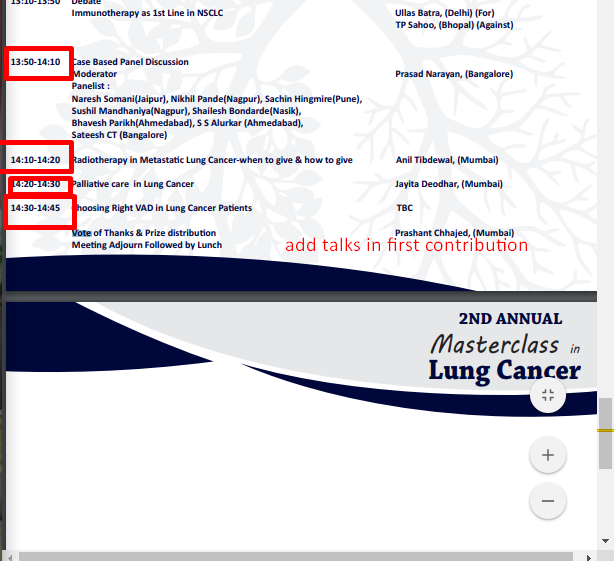 13:10-13:50 Debate
Immunotherapy as 1st Line in NSCLC Ullas Batra, (Delhi) (For)
TP Sahoo, (Bhopal) (Against)
13:50-14:10 Case Based Panel Discussion
Moderator Prasad Narayan, (Bangalore)
Panelist :
Naresh Somani(Jaipur), Nikhil Pande(Nagpur), Sachin Hingmire(Pune),
Sushil Mandhaniya(Nagpur), Shailesh Bondarde(Nasik),
Bhavesh Parikh(Ahmedabad), S S Alurkar (Ahmedabad),
Sateesh CT (Bangalore)
14:10-14:20 Radiotherapy in Metastatic Lung Cancer-when to give & how to give Anil Tibdewal, (Mumbai)
14:20-14:30 Palliative care in Lung Cancer Jayita Deodhar, (Mumbai)
14:30-14:45 Choosing Right VAD in Lung Cancer Patients TBC
Vote of Thanks & Prize distribution Prashant Chhajed, (Mumbai)
Meeting Adjourn Followed by Lunch
add talks in first contribution
2ND ANNUAL
Masterclass in
Lung Cancer